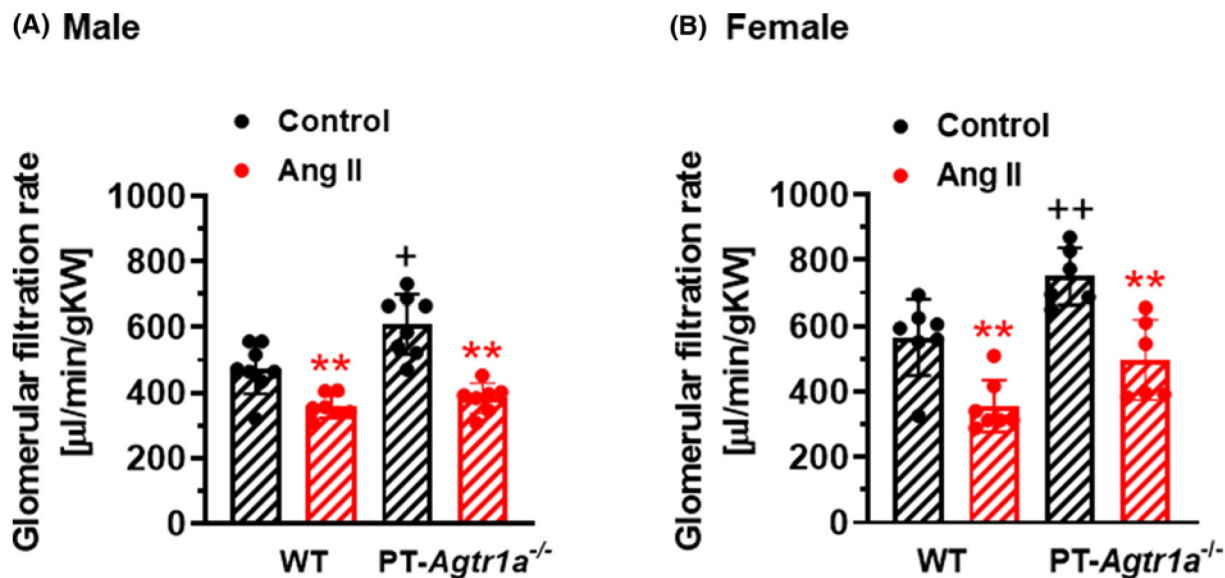 (A) Male
Control
Ang II
Glomerular filtration rate
[µl/min/gKW]
1000
800
600
400
200
0
+
**
**
WT
PT-Agtr1a-/-
(B) Female
Control
Ang II
Glomerular filtration rate
[µl/min/gKW]
1000
800
600
400
200
0
++
**
**
WT
PT-Agtr1a-/-